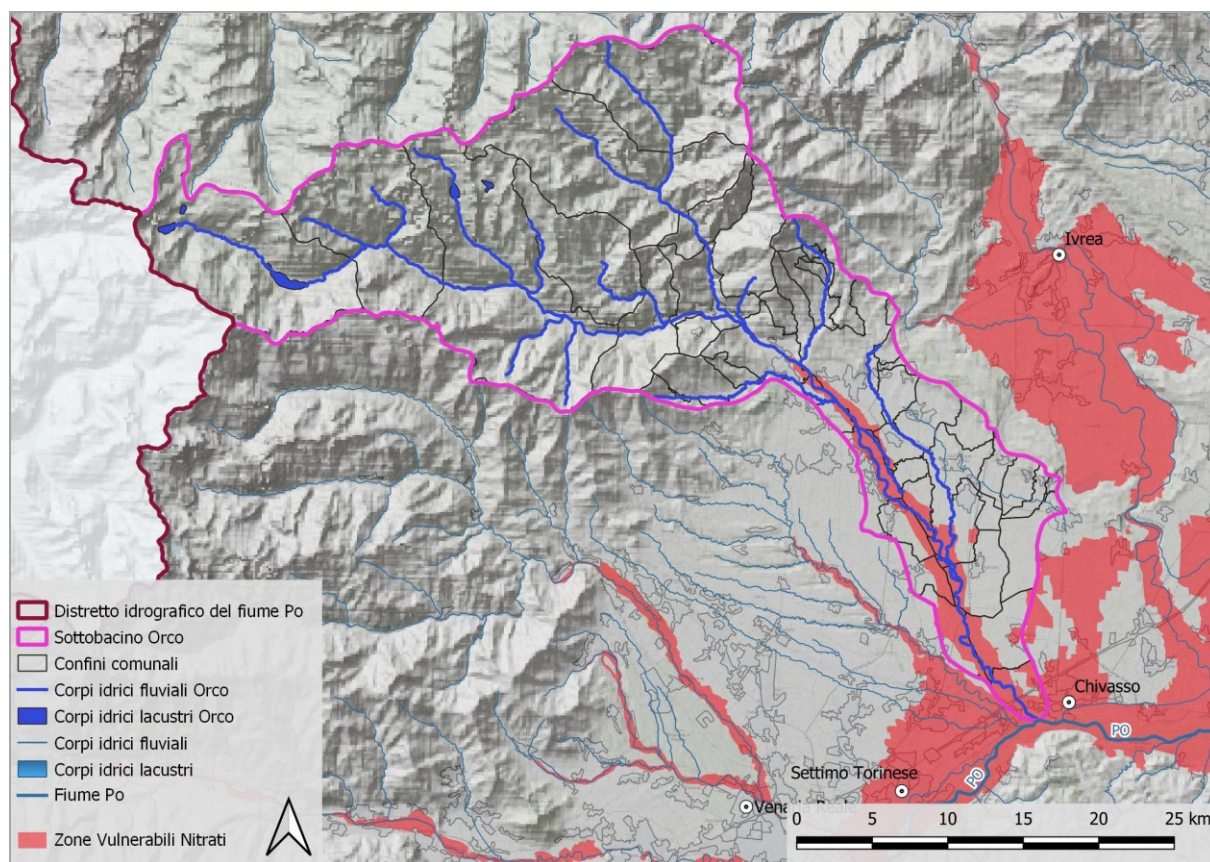 Ivrea
Distretto idrografico del fiume Po
Sottobacino Orco
Confini comunali
Corpi idrici fluviali Orco
Corpi idrici lacustri Orco
Corpi idrici fluviali
Corpi idrici lacustri
Fiume Po
Zone Vulnerabili Nitrati
Chivasso
PO
PO
Settimo Torinese
Venaria Reale
0 5 10 15 20 25 km